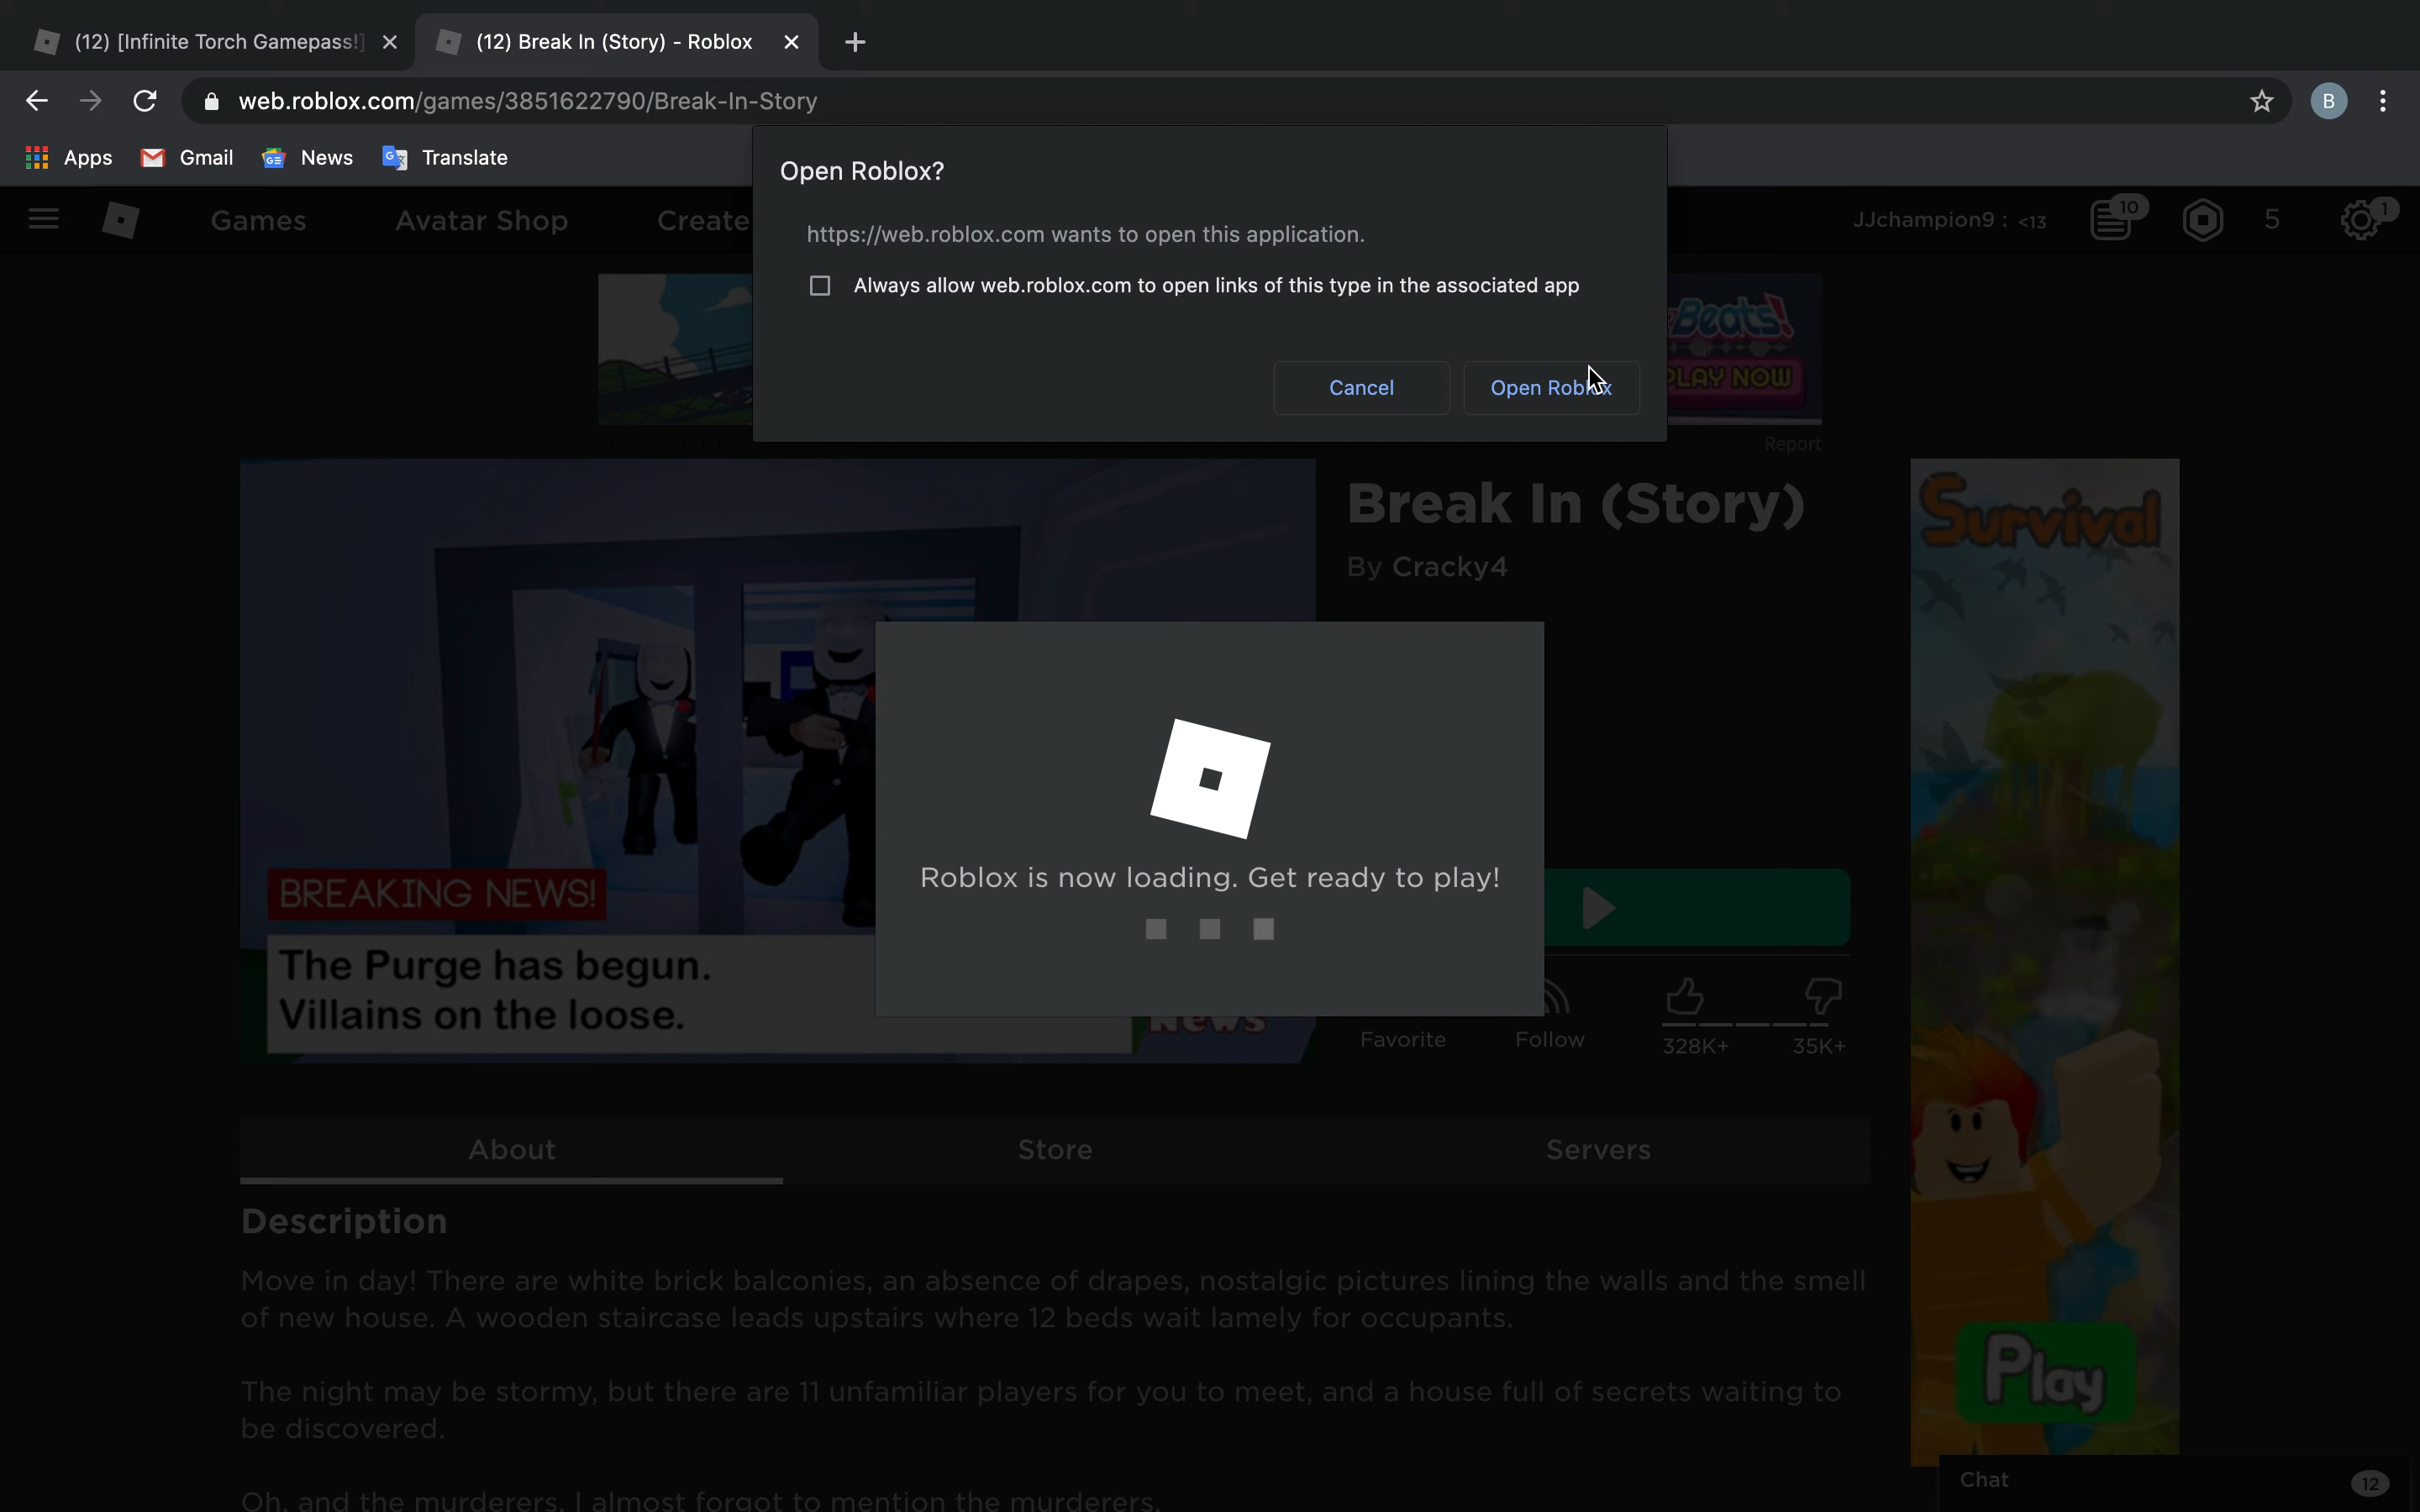 (12) [Infinite Torch Gamepass!]
(12) Break In (Story) - Roblox
web.roblox.com/games/3851622790/Break-In-Story
B
Apps
Gmail
News
Translate
Open Roblox?
https://web.roblox.com wants to open this application.
Always allow web.roblox.com to open links of this type in the associated app
Cancel
Open Roblox
Games
Avatar Shop
Create
JJchampion9 : <13
10
5
1
Beats!
PLAY NOW
Report
Break In (Story)
By Cracky4
BREAKING NEWS!
The Purge has begun.
Villains on the loose.
News
Roblox is now loading. Get ready to play!
Favorite
Follow
328K+
35K+
Survival
Play
About
Store
Servers
Description
Move in day! There are white brick balconies, an absence of drapes, nostalgic pictures lining the walls and the smell
of new house. A wooden staircase leads upstairs where 12 beds wait lamely for occupants.
The night may be stormy, but there are 11 unfamiliar players for you to meet, and a house full of secrets waiting to
be discovered.
Oh, and the murderers. I almost forgot to mention the murderers.
Chat
12